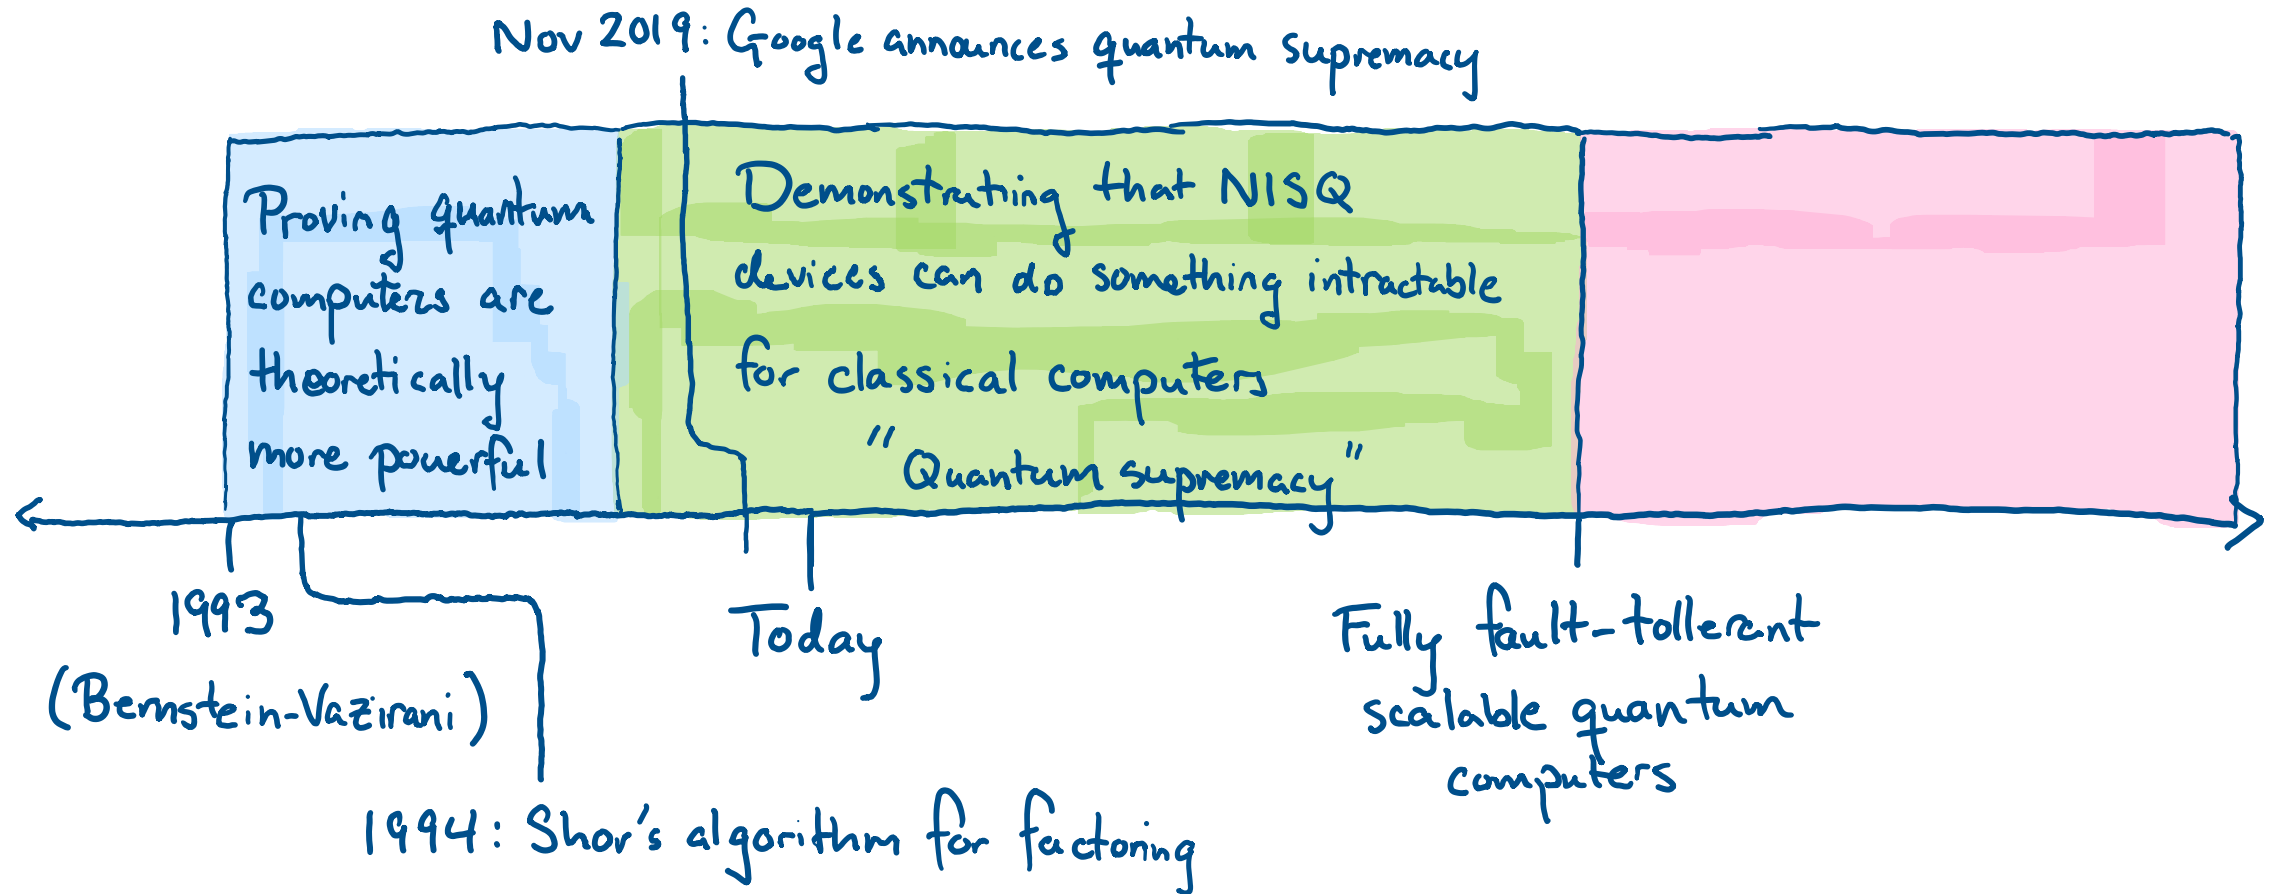 Nov 2019: Google announces quantum supremacy
Proving quantum
computers are
theoretically
more powerful
Demonstrating that NISQ
devices can do something intractable
for classical computers
"Quantum supremacy"
1993
(Bernstein-Vazirani)
1994: Shor's algorithm for factoring
Today
Fully fault-tollerant
scalable quantum
computers